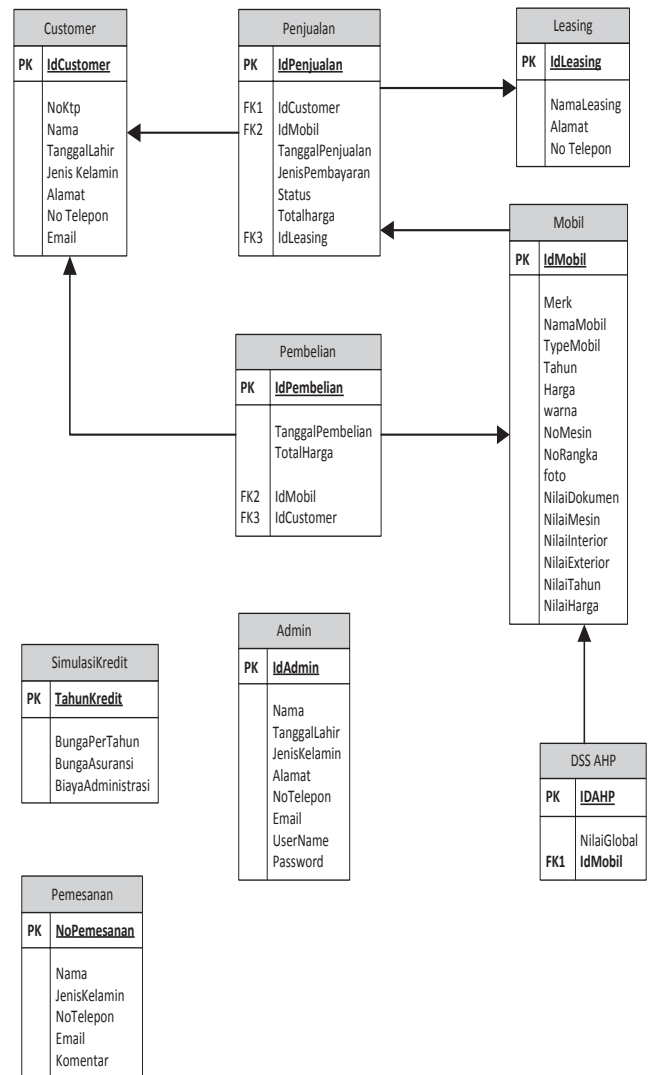 Customer
PK IdCustomer
NoKtp
Nama
TanggalLahir
Jenis Kelamin
Alamat
No Telepon
Email
Penjualan
PK IdPenjualan
FK1 IdCustomer
FK2 IdMobil
TanggalPenjualan
JenisPembayaran
Status
Totalharga
FK3 IdLeasing
Leasing
PK IdLeasing
NamaLeasing
Alamat
No Telepon
Mobil
PK IdMobil
Merk
NamaMobil
TypeMobil
Tahun
Harga
warna
NoMesin
NoRangka
foto
NilaiDokumen
NilaiMesin
NilaiInterior
NilaiExterior
NilaiTahun
NilaiHarga
Pembelian
PK IdPembelian
TanggalPembelian
TotalHarga
FK2 IdMobil
FK3 IdCustomer
SimulasiKredit
PK TahunKredit
BungaPerTahun
BungaAsuransi
BiayaAdministrasi
Admin
PK IdAdmin
Nama
TanggalLahir
JenisKelamin
Alamat
NoTelepon
Email
UserName
Password
DSS AHP
PK IDAHP
NilaiGlobal
FK1 IdMobil
Pemesanan
PK NoPemesanan
Nama
JenisKelamin
NoTelepon
Email
Komentar